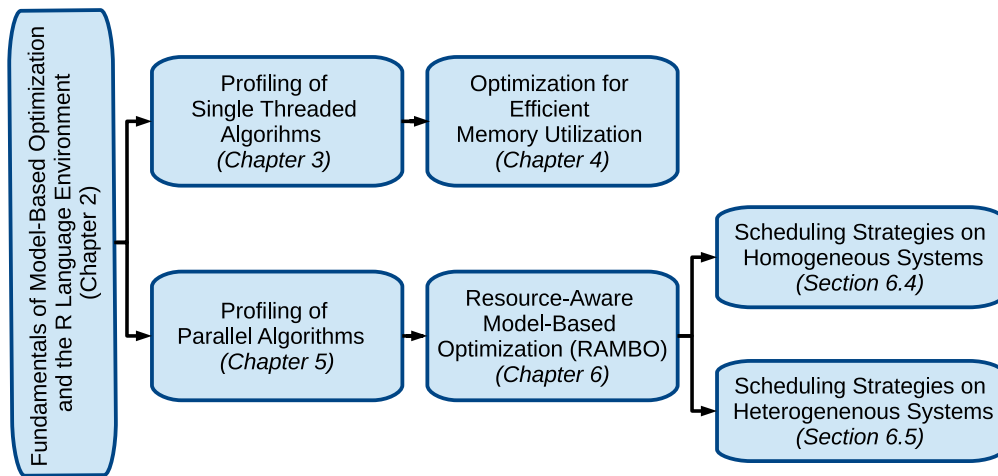 Fundamentals of Model-Based Optimization
and the R Language Environment
(Chapter 2)
Profiling of
Single Threaded
Algorihms
(Chapter 3)
Optimization for
Efficient
Memory Utilization
(Chapter 4)
Profiling of
Parallel Algorithms
(Chapter 5)
Resource-Aware
Model-Based
Optimization (RAMBO)
(Chapter 6)
Scheduling Strategies on
Homogeneous Systems
(Section 6.4)
Scheduling Strategies on
Heterogenenous Systems
(Section 6.5)